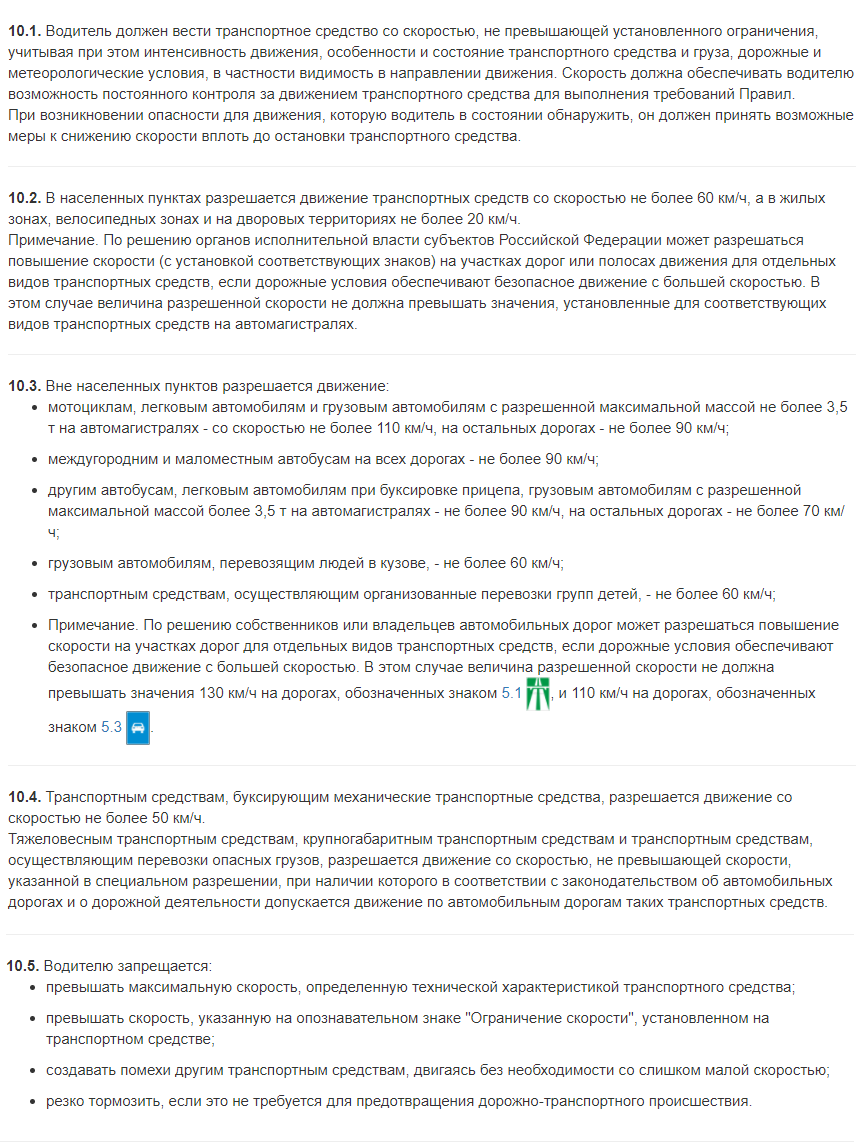 10.1. Водитель должен вести транспортное средство со скоростью, не превышающей установленного ограничения,
учитывая при этом интенсивность движения, особенности и состояние транспортного средства и груза, дорожные и
метеорологические условия, в частности видимость в направлении движения. Скорость должна обеспечивать водителю
возможность постоянного контроля за движением транспортного средства для выполнения требований Правил.
При возникновении опасности для движения, которую водитель в состоянии обнаружить, он должен принять возможные
меры к снижению скорости вплоть до остановки транспортного средства.
10.2. В населенных пунктах разрешается движение транспортных средств со скоростью не более 60 км/ч, а в жилых
зонах, велосипедных зонах и на дворовых территориях не более 20 км/ч.
Примечание. По решению органов исполнительной власти субъектов Российской Федерации может разрешаться
повышение скорости (с установкой соответствующих знаков) на участках дорог или полосах движения для отдельных
видов транспортных средств, если дорожные условия обеспечивают безопасное движение с большей скоростью. В
этом случае величина разрешенной скорости не должна превышать значения, установленные для соответствующих
видов транспортных средств на автомагистралях.
10.3. Вне населенных пунктов разрешается движение:
• мотоциклам, легковым автомобилям и грузовым автомобилям с разрешенной максимальной массой не более 3,5
т на автомагистралях - со скоростью не более 110 км/ч, на остальных дорогах - не более 90 км/ч;
• междугородним и маломестным автобусам на всех дорогах - не более 90 км/ч;
• другим автобусам, легковым автомобилям при буксировке прицепа, грузовым автомобилям с разрешенной
максимальной массой более 3,5 т на автомагистралях - не более 90 км/ч, на остальных дорогах - не более 70 км/
ч;
• грузовым автомобилям, перевозящим людей в кузове, - не более 60 км/ч;
• транспортным средствам, осуществляющим организованные перевозки групп детей, - не более 60 км/ч;
• Примечание. По решению собственников или владельцев автомобильных дорог может разрешаться повышение
скорости на участках дорог для отдельных видов транспортных средств, если дорожные условия обеспечивают
безопасное движение с большей скоростью. В этом случае величина разрешенной скорости не должна
превышать значения 130 км/ч на дорогах, обозначенных знаком 5.1 , и 110 км/ч на дорогах, обозначенных
знаком 5.3 .
10.4. Транспортным средствам, буксирующим механические транспортные средства, разрешается движение со
скоростью не более 50 км/ч.
Тяжеловесным транспортным средствам, крупногабаритным транспортным средствам и транспортным средствам,
осуществляющим перевозки опасных грузов, разрешается движение со скоростью, не превышающей скорости,
указанной в специальном разрешении, при наличии которого в соответствии с законодательством об автомобильных
дорогах и о дорожной деятельности допускается движение по автомобильным дорогам таких транспортных средств.
10.5. Водителю запрещается:
• превышать максимальную скорость, определенную технической характеристикой транспортного средства;
• превышать скорость, указанную на опознавательном знаке "Ограничение скорости", установленном на
транспортном средстве;
• создавать помехи другим транспортным средствам, двигаясь без необходимости со слишком малой скоростью;
• резко тормозить, если это не требуется для предотвращения дорожно-транспортного происшествия.